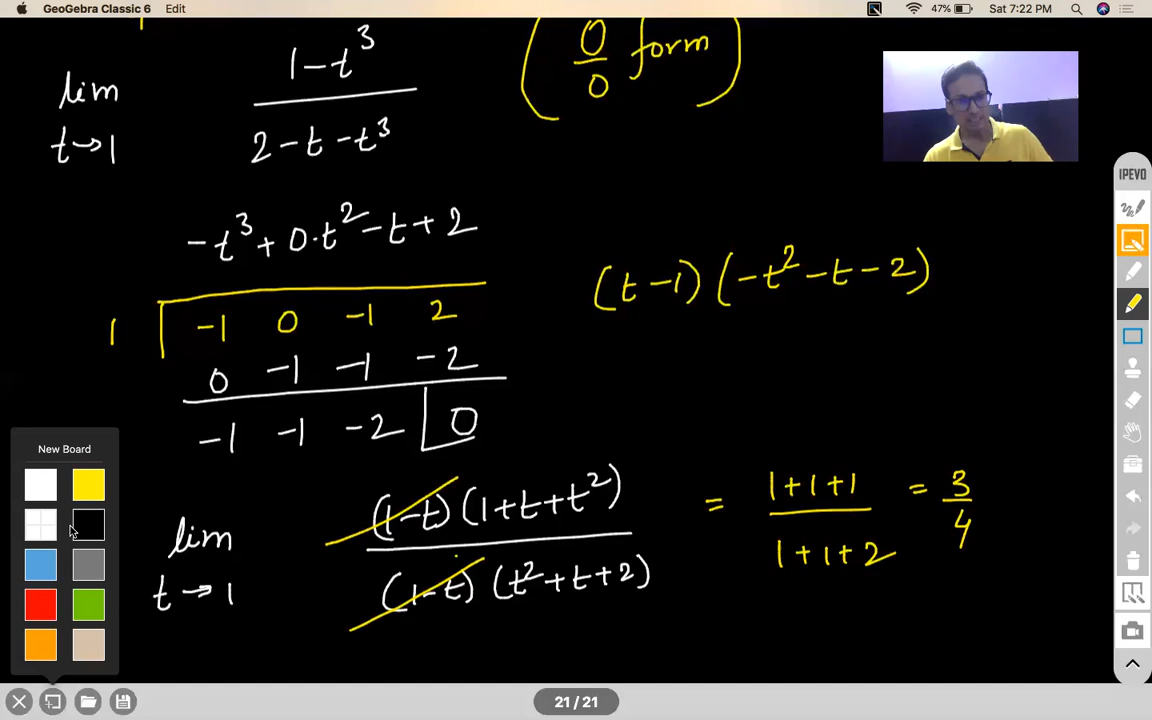 GeoGebra Classic 6 Edit 47% Sat 7:22 PM
lim t→1 (1-t³)/(2-t-t³)
(0/0 form)
IPEVO
-t³+0·t²-t+2
(t-1)(-t²-t-2)
1 | -1 0 -1 2
0 -1 -1 -2
-1 -1 -2 |0
New Board
lim t→1 (1-t)(1+t+t²)/(1-t)(t²+t+2) = (1+1+1)/(1+1+2) = 3/4
21 / 21